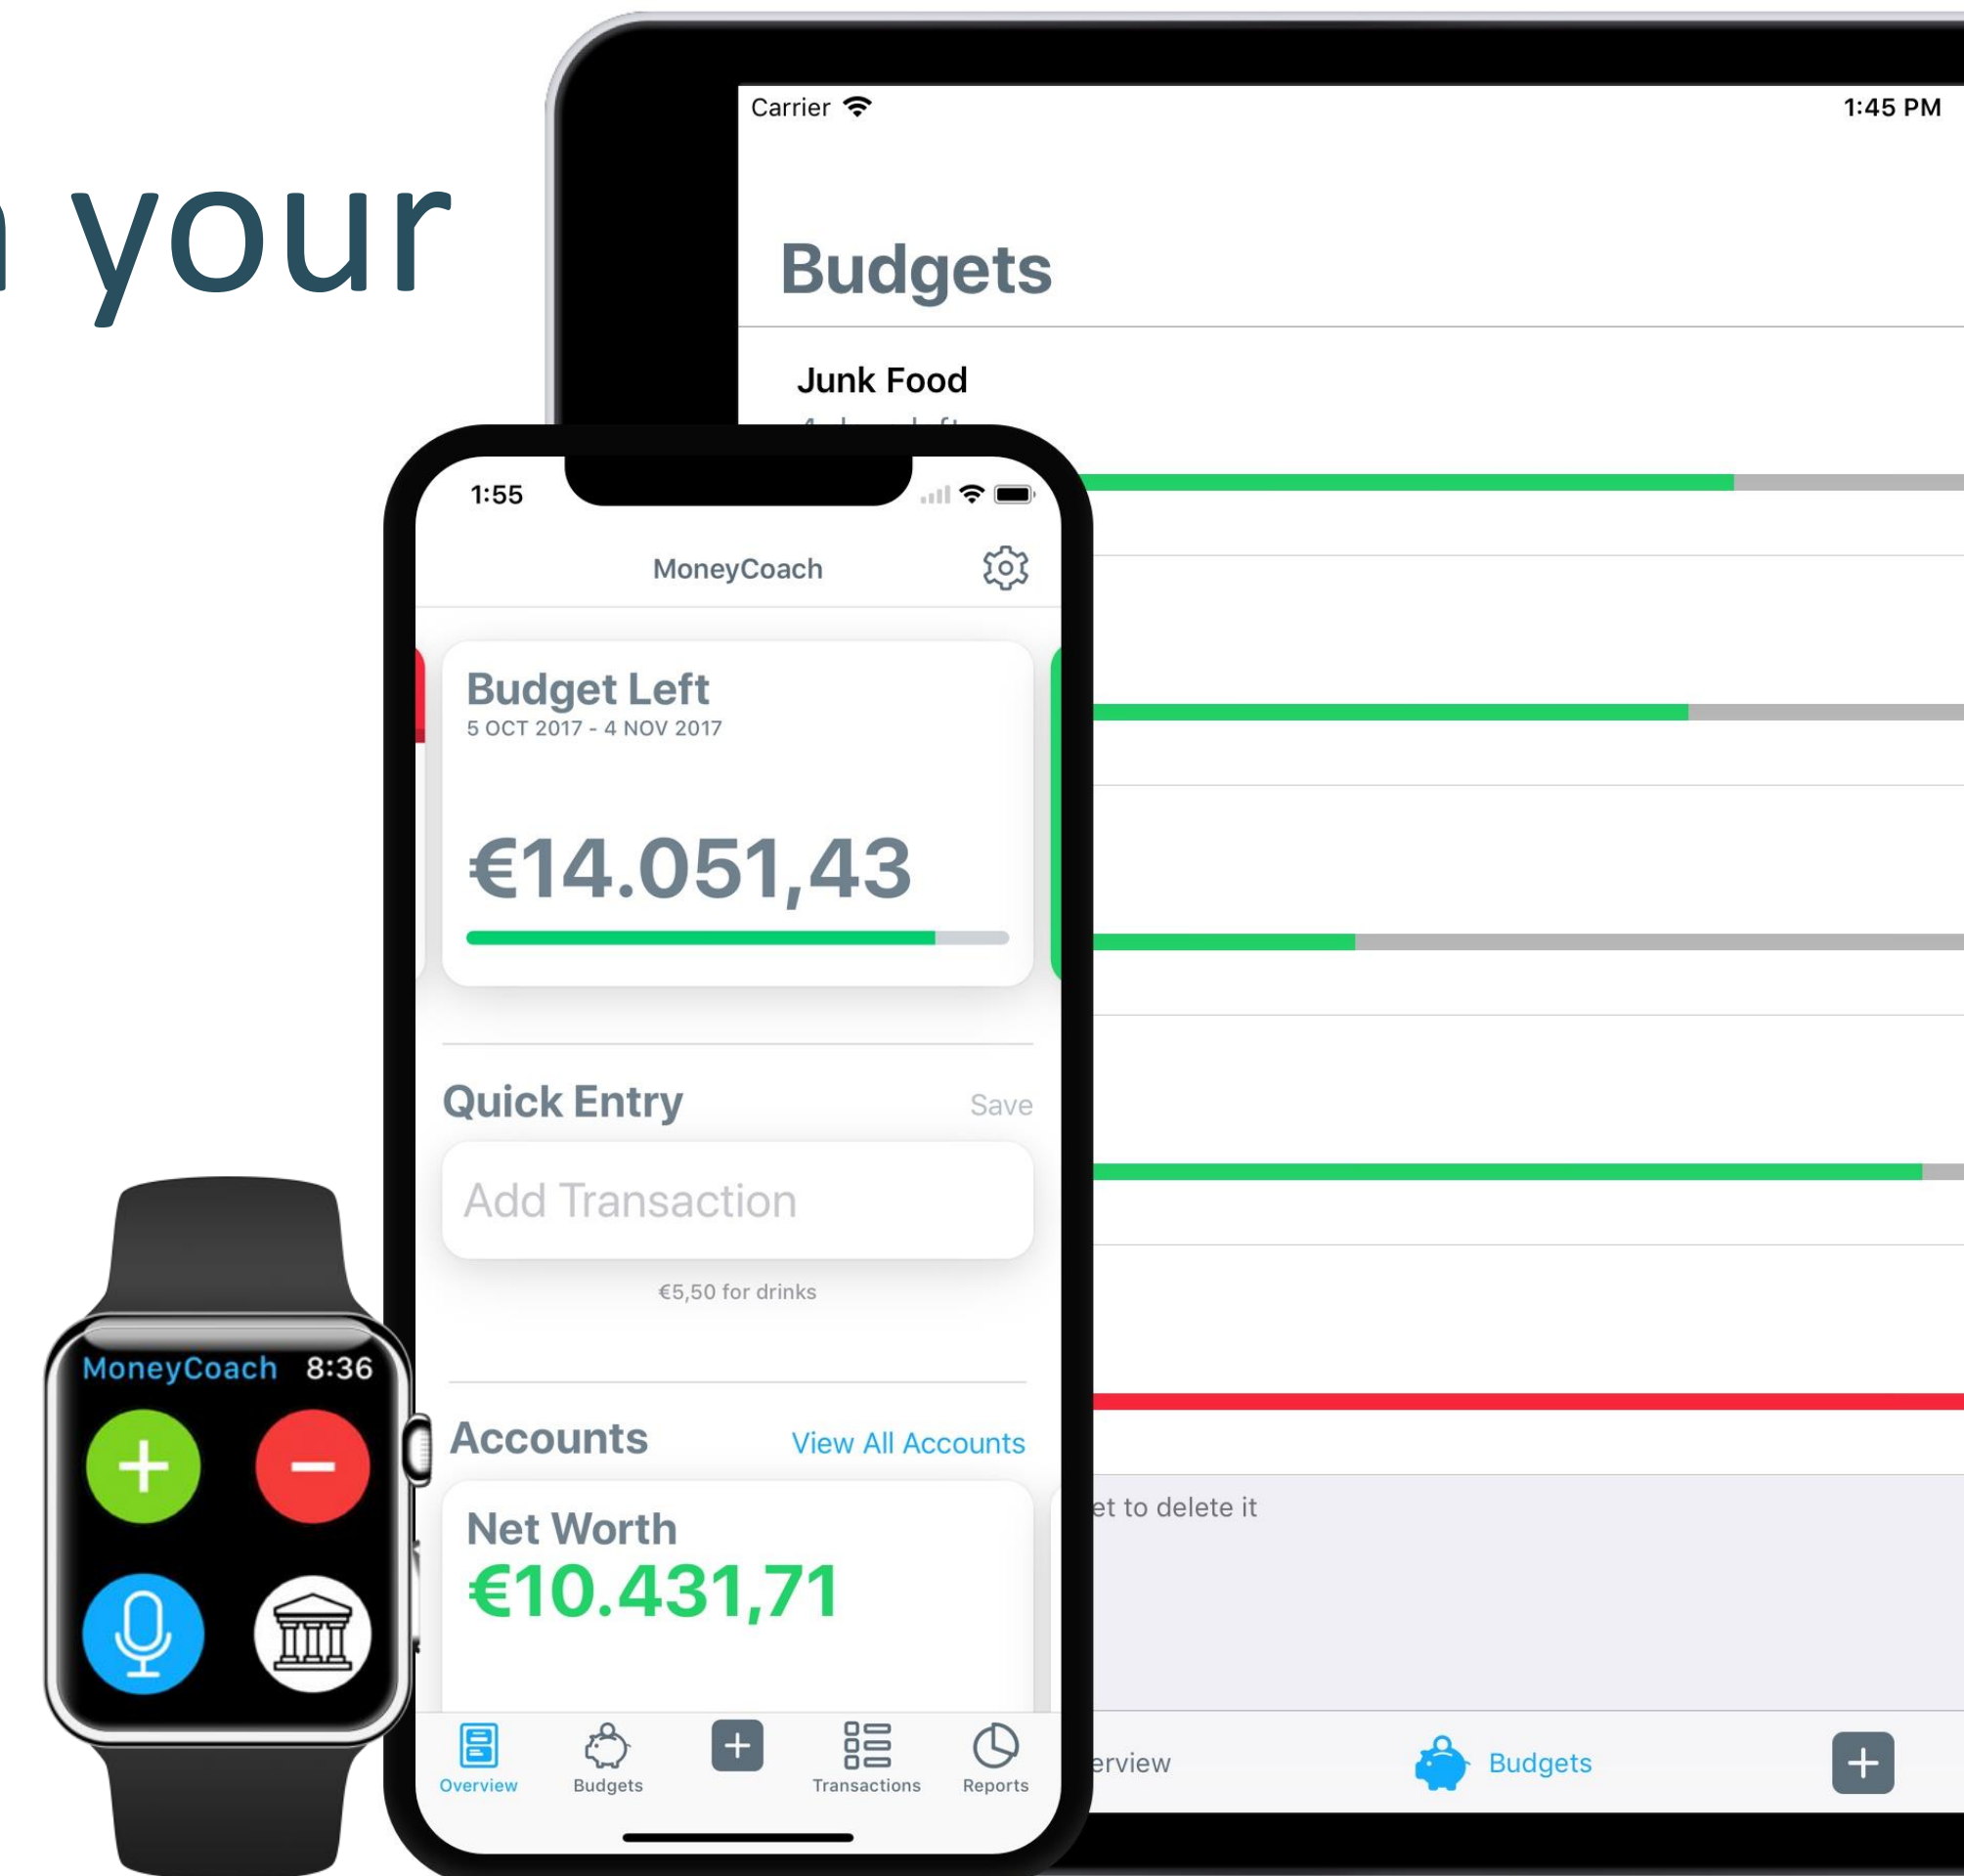 your
Carrier
1:45 PM
Budgets
Junk Food
1:55
MoneyCoach
Budget Left
5 OCT 2017 - 4 NOV 2017
€14.051,43
Quick Entry
Save
Add Transaction
€5,50 for drinks
Accounts
View All Accounts
Net Worth
€10.431,71
Overview
Budgets
Transactions
Reports
MoneyCoach 8:36
to delete it
Budgets